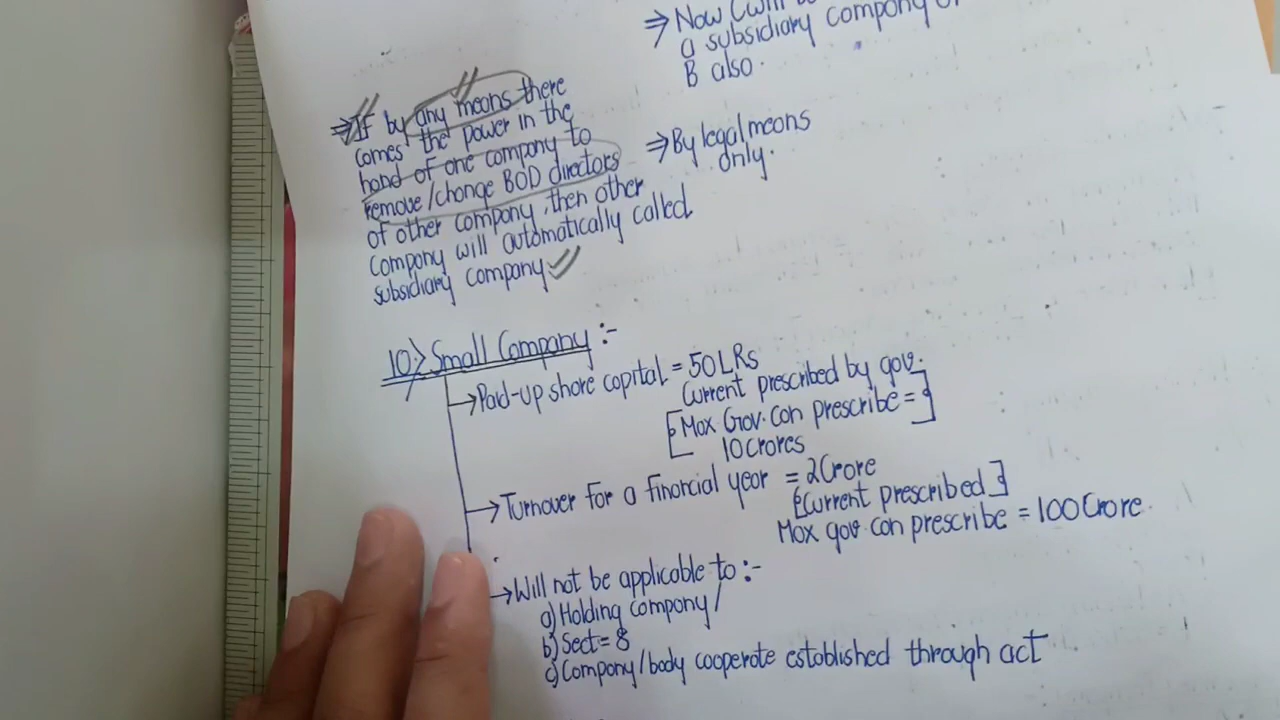 ⇒ Now C will
a subsidiary company of
B also.
⇒ If by any means there
comes the power in the
hand of one company to
remove/change BOD directors
of other company, then other
company will automatically called
subsidiary company
⇒ By legal means
only.
10.> Small Company :-
→ Paid-up share capital = 50L Rs
Current prescribed by gov.
[Max Gov. can prescribe = ]
10 Crores
→ Turnover for a financial year = 2 Crore
[Current prescribed]
Max gov. can prescribe = 100 Crore.
→ Will not be applicable to :-
a) Holding company /
b) Sect = 8
c) Company/body cooperate established through act